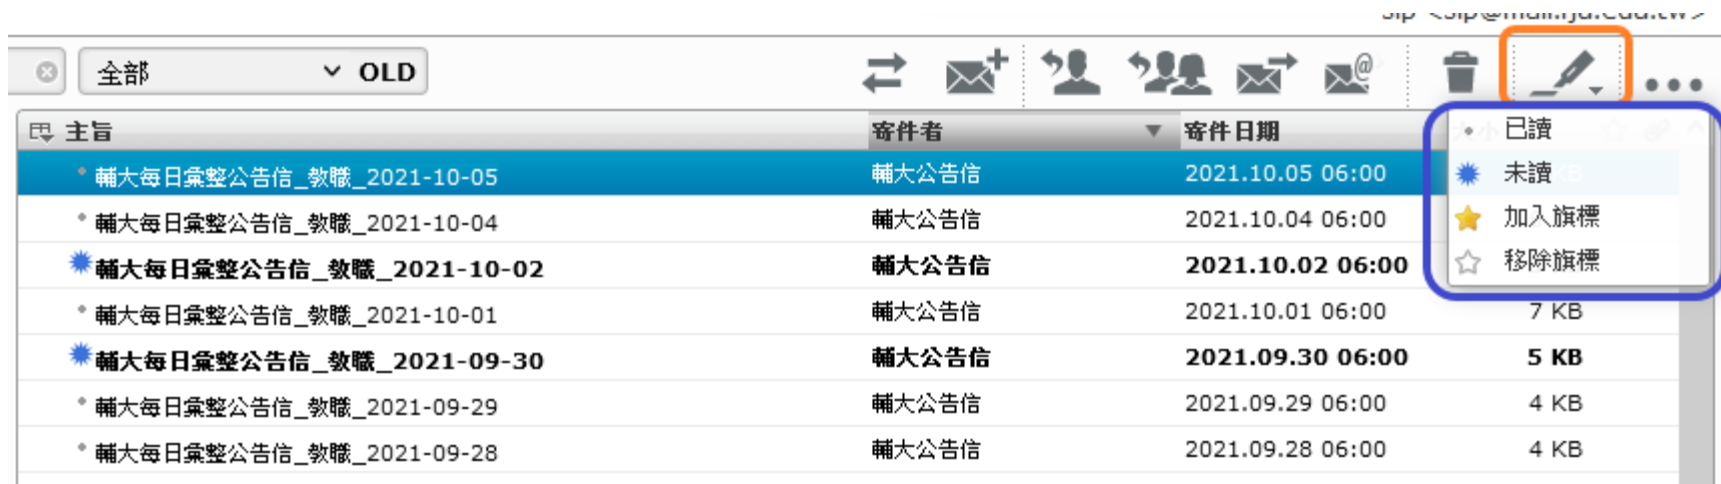 全部 OLD
主旨 寄件者 寄件日期
已讀
輔大每日彙整公告信_教職_2021-10-05 輔大公告信 2021.10.05 06:00
未讀
輔大每日彙整公告信_教職_2021-10-04 輔大公告信 2021.10.04 06:00
加入旗標
輔大每日彙整公告信_教職_2021-10-02 輔大公告信 2021.10.02 06:00
移除旗標
輔大每日彙整公告信_教職_2021-10-01 輔大公告信 2021.10.01 06:00 7 KB
輔大每日彙整公告信_教職_2021-09-30 輔大公告信 2021.09.30 06:00 5 KB
輔大每日彙整公告信_教職_2021-09-29 輔大公告信 2021.09.29 06:00 4 KB
輔大每日彙整公告信_教職_2021-09-28 輔大公告信 2021.09.28 06:00 4 KB